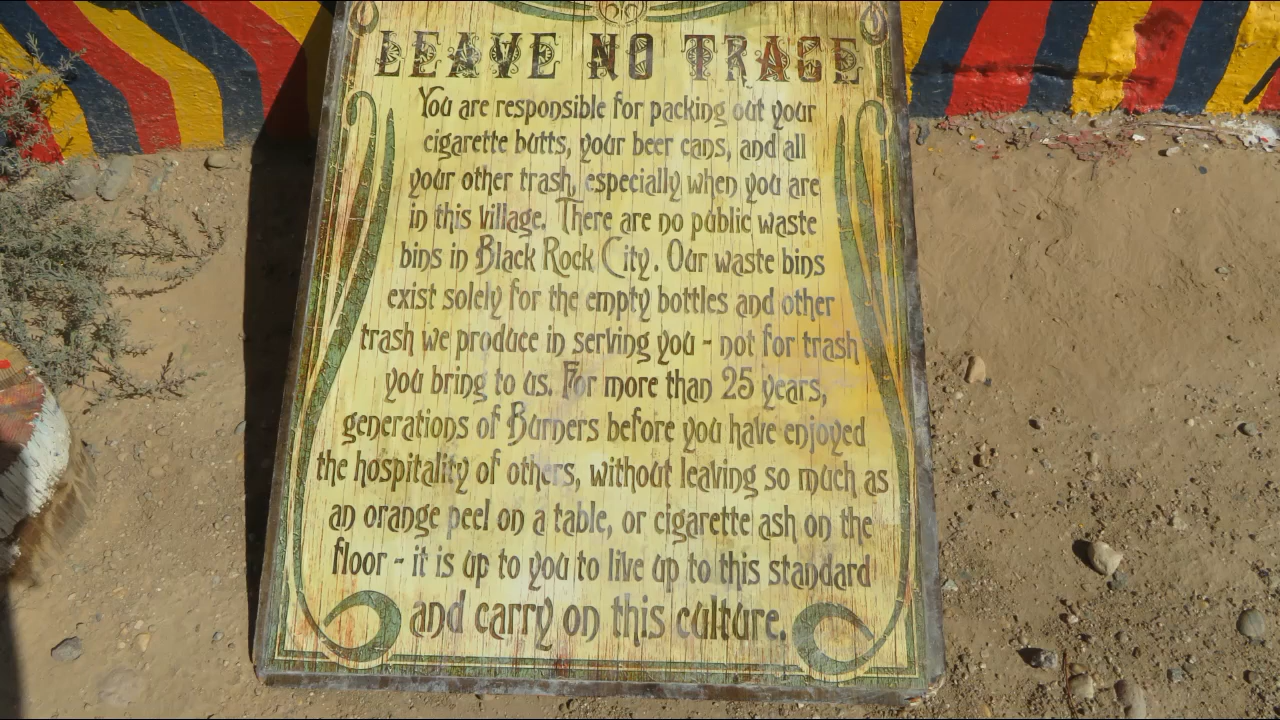 LEAVE NO TRACE
You are responsible for packing out your
cigarette butts, your beer cans, and all
your other trash, especially when you are
in this village. There are no public waste
bins in Black Rock City. Our waste bins
exist solely for the empty bottles and other
trash we produce in serving you - not for trash
you bring to us. For more than 25 years,
generations of Burners before you have enjoyed
the hospitality of others, without leaving so much as
an orange peel on a table, or cigarette ash on the
floor - it is up to you to live up to this standard
and carry on this culture.